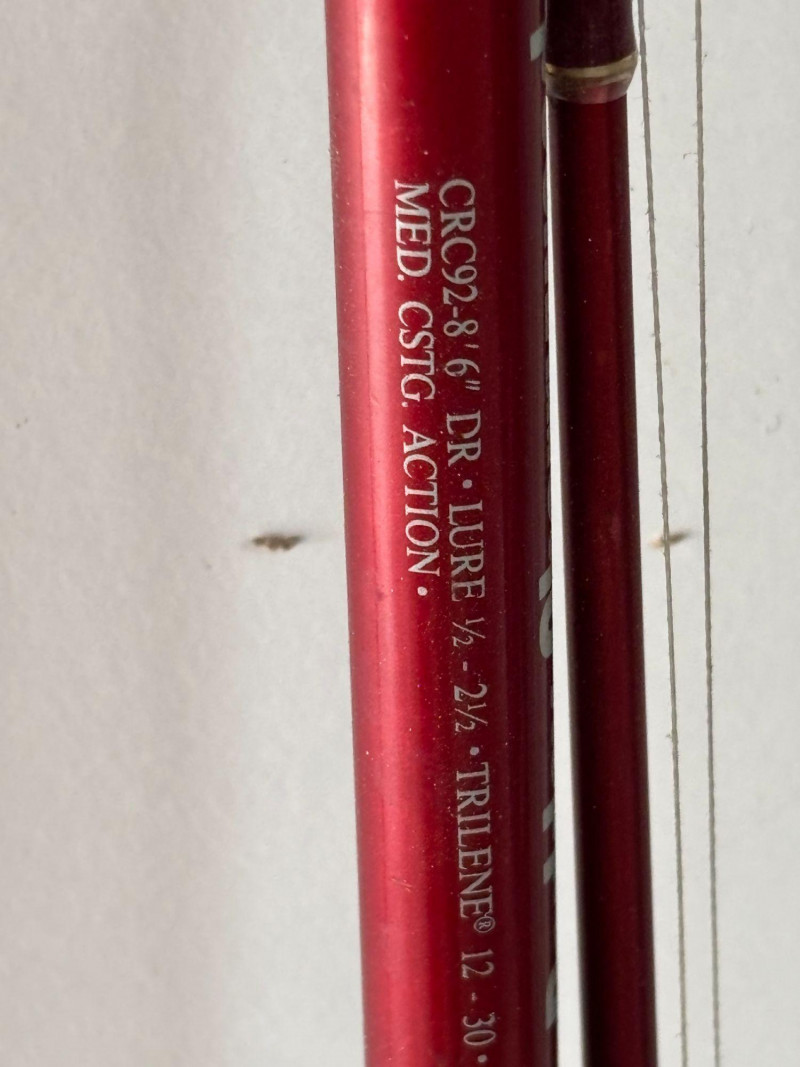 CRC92-8'6" DR • LURE ½ - 2½ • TRILENE® 12 - 30 •
MED. CSTG. ACTION •